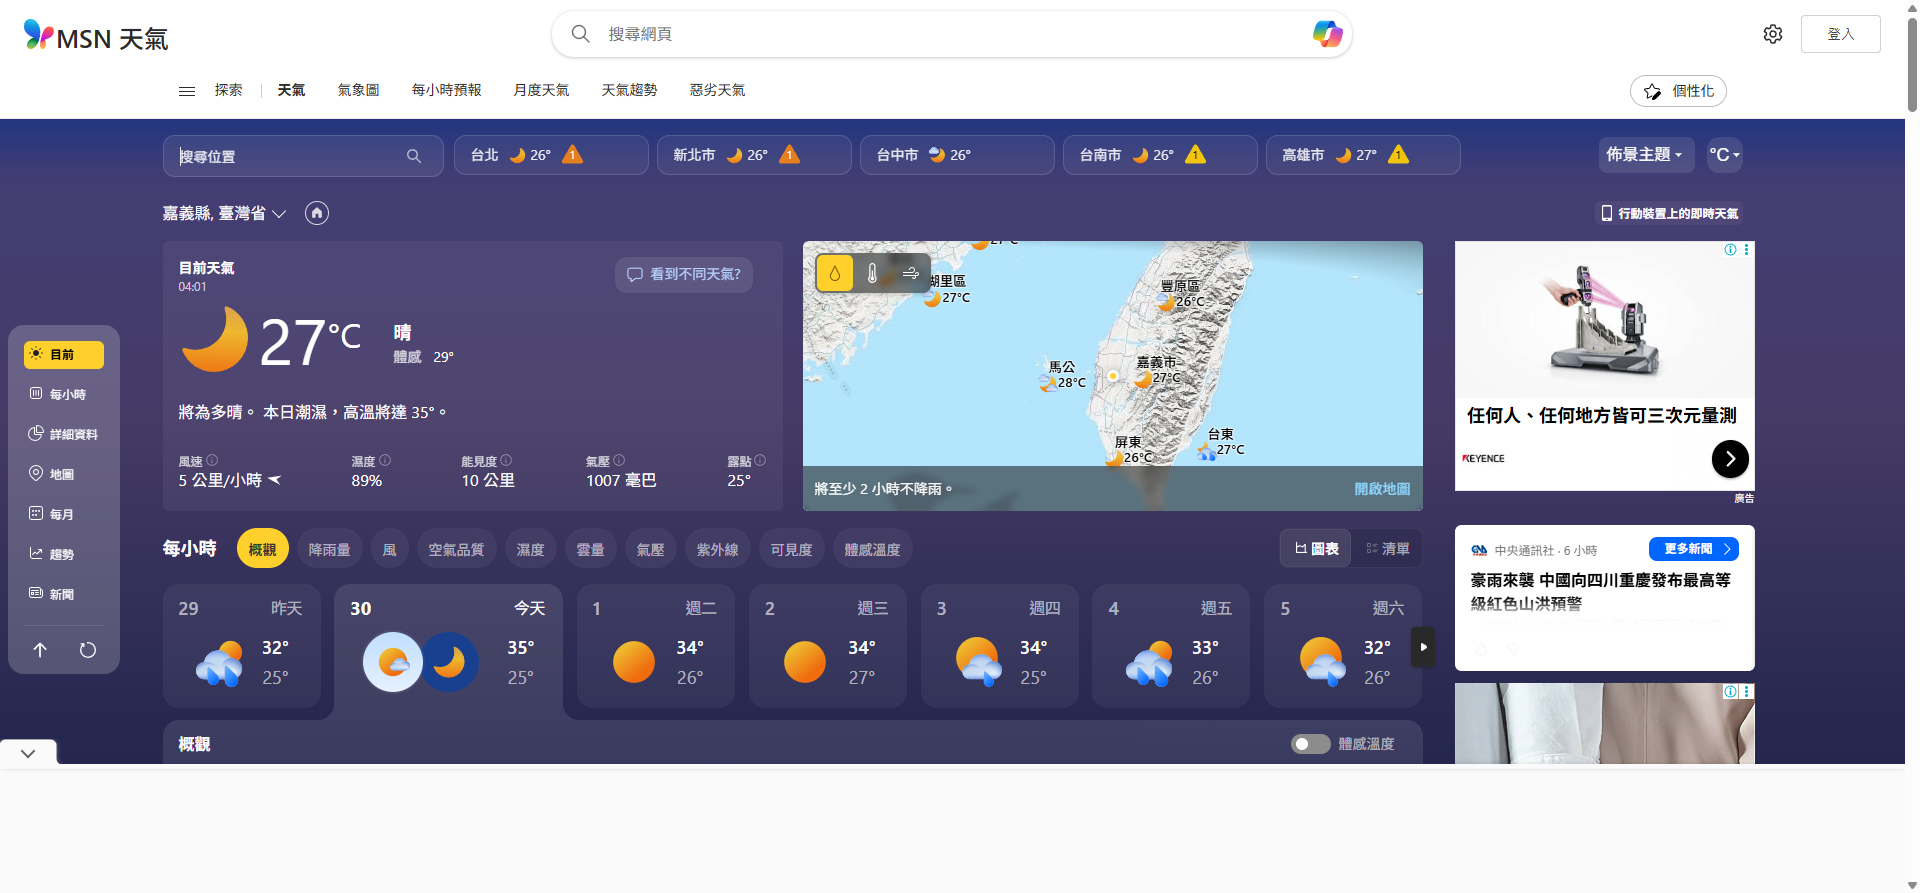 MSN 天氣
搜尋網頁
登入
探索
天氣
氣象圖
每小時預報
月度天氣
天氣趨勢
惡劣天氣
個性化
搜尋位置
台北 26° 1
新北市 26° 1
台中市 26°
台南市 26° 1
高雄市 27° 1
佈景主題
°C
嘉義縣, 臺灣省
行動裝置上的即時天氣
目前天氣
04:01
看到不同天氣?
27°C
晴
體感 29°
將為多晴。 本日潮濕，高溫將達 35°。
風速
5 公里/小時
濕度
89%
能見度
10 公里
氣壓
1007 毫巴
露點
25°
27°C
湖里區
27°C
豐原區
26°C
馬公
28°C
嘉義市
27°C
屏東
26°C
台東
27°C
將至少 2 小時不降雨。
開啟地圖
任何人、任何地方皆可三次元量測
KEYENCE
廣告
目前
每小時
詳細資料
地圖
每月
趨勢
新聞
每小時
概觀
降雨量
風
空氣品質
濕度
雲量
氣壓
紫外線
可見度
體感溫度
圖表
清單
29 昨天
32°
25°
30 今天
35°
25°
1 週二
34°
26°
2 週三
34°
27°
3 週四
34°
25°
4 週五
33°
26°
5 週六
32°
26°
概觀
體感溫度
中央通訊社 · 6 小時
更多新聞
豪雨來襲 中國向四川重慶發布最高等
級紅色山洪預警